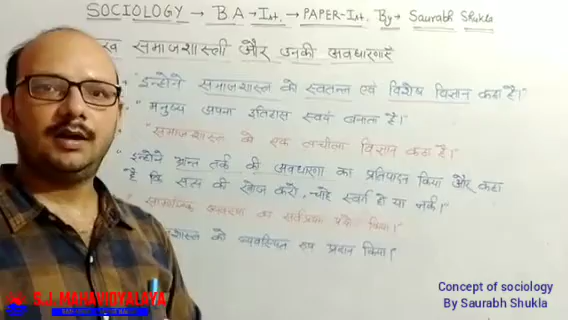 SOCIOLOGY → B A → Ist. → PAPER - Ist. By → Saurabh Shukla
समाजशास्त्री और उनकी अवधारणाएँ
" इन्होंने समाजशास्त्र को स्वतन्त्र एवं विशेष विज्ञान कहा है।"
" मनुष्य अपना इतिहास स्वयं बनाता है।"
"समाजशास्त्र को एक विज्ञान कहा है।"
"इन्होंने तर्क की अवधारणा का प्रतिपादन किया और कहा
है कि सत्य की खोज करो, चाहे स्वर्ग हो या नर्क।"
सामाजिक का किया।"
को व्यवस्थित रूप प्रदान किया।"
S.J. MAHAVIDYALAYA
Concept of sociology
By Saurabh Shukla